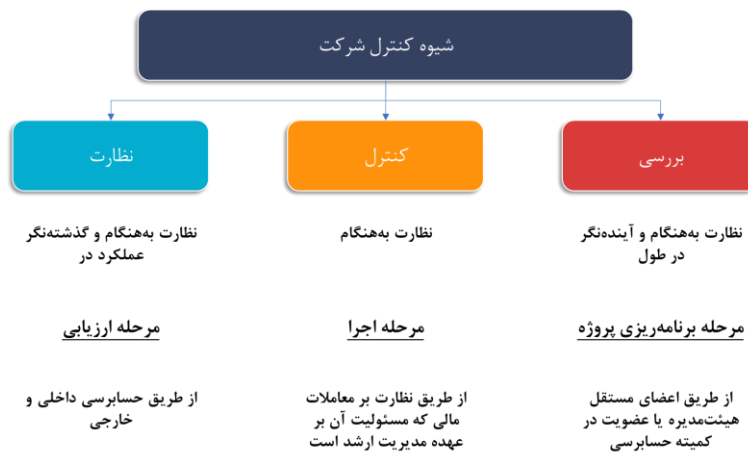 شیوه کنترل شرکت
بررسی
کنترل
نظارت
نظارت به‌هنگام و آینده‌نگر
در طول
نظارت به‌هنگام
نظارت به‌هنگام و گذشته‌نگر
عملکرد در
مرحله برنامه‌ریزی پروژه
مرحله اجرا
مرحله ارزیابی
از طریق اعضای مستقل
هیئت‌مدیره یا عضویت در
کمیته حسابرسی
از طریق نظارت بر معاملات
مالی که مسئولیت آن بر
عهده مدیریت ارشد است
از طریق حسابرسی داخلی و
خارجی